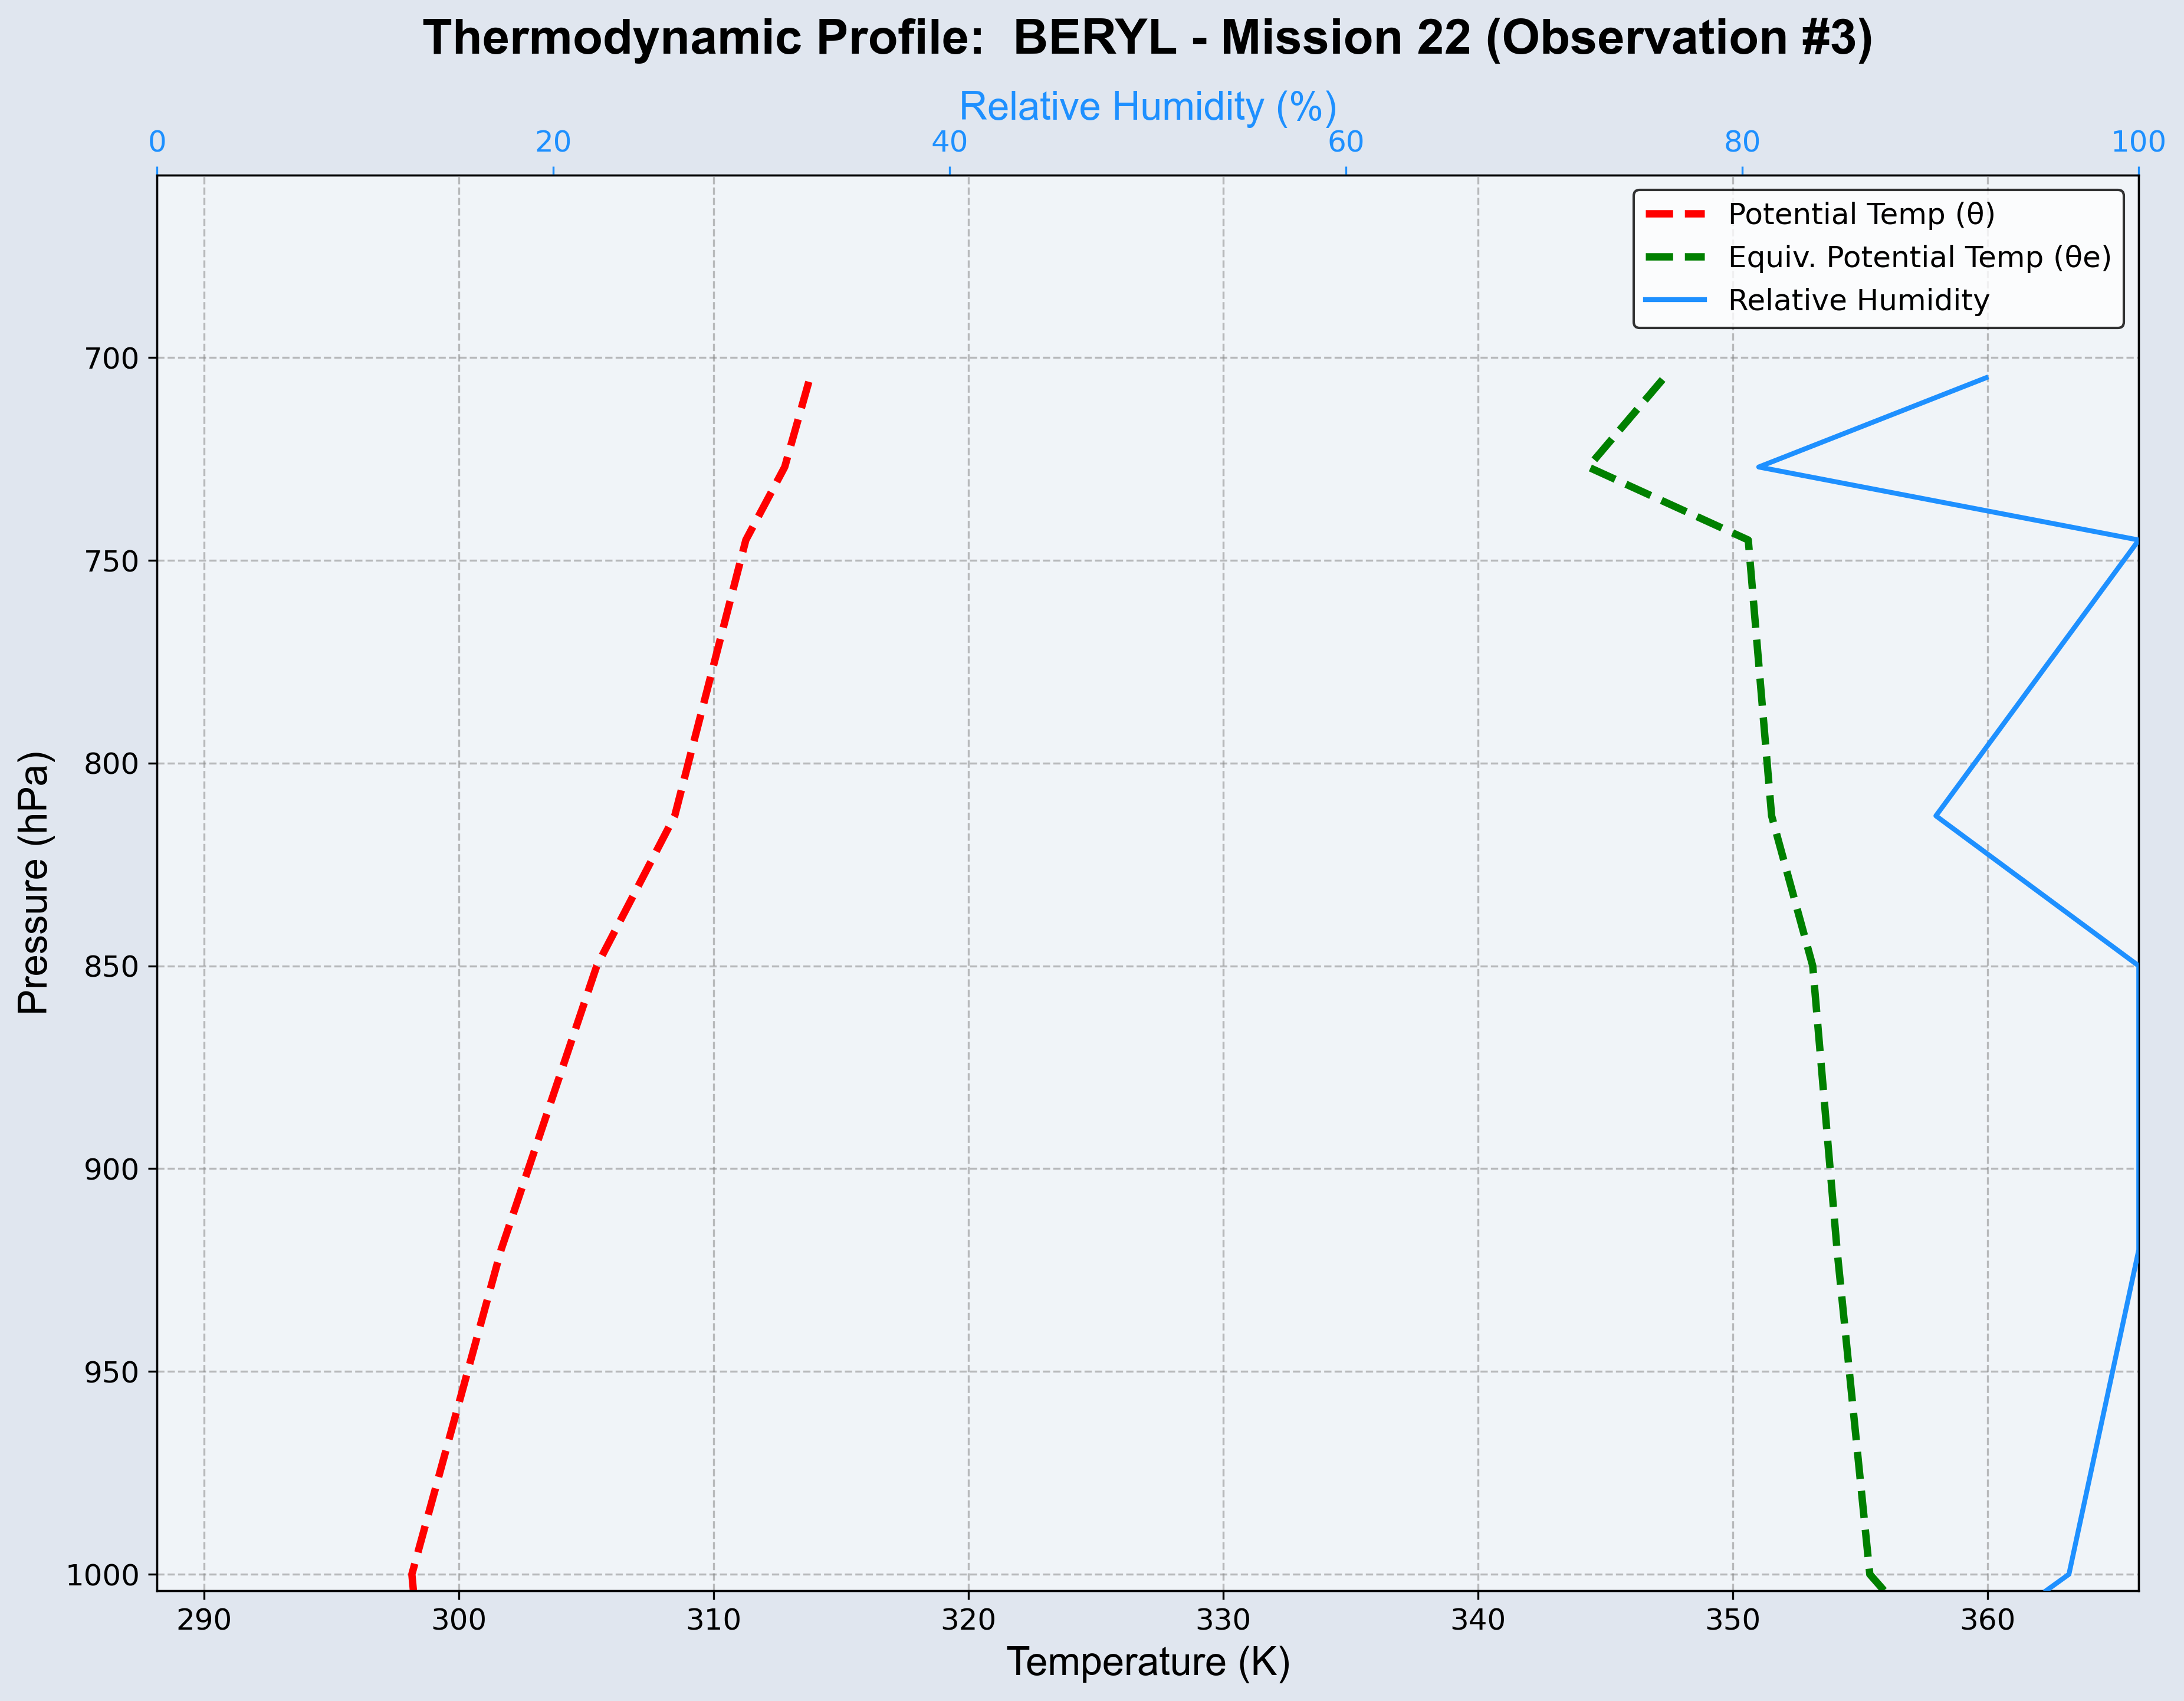 Thermodynamic Profile:  BERYL - Mission 22 (Observation #3)
Relative Humidity (%)
0 20 40 60 80 100
Potential Temp (θ)
Equiv. Potential Temp (θe)
Relative Humidity
Pressure (hPa)
700
750
800
850
900
950
1000
290 300 310 320 330 340 350 360
Temperature (K)